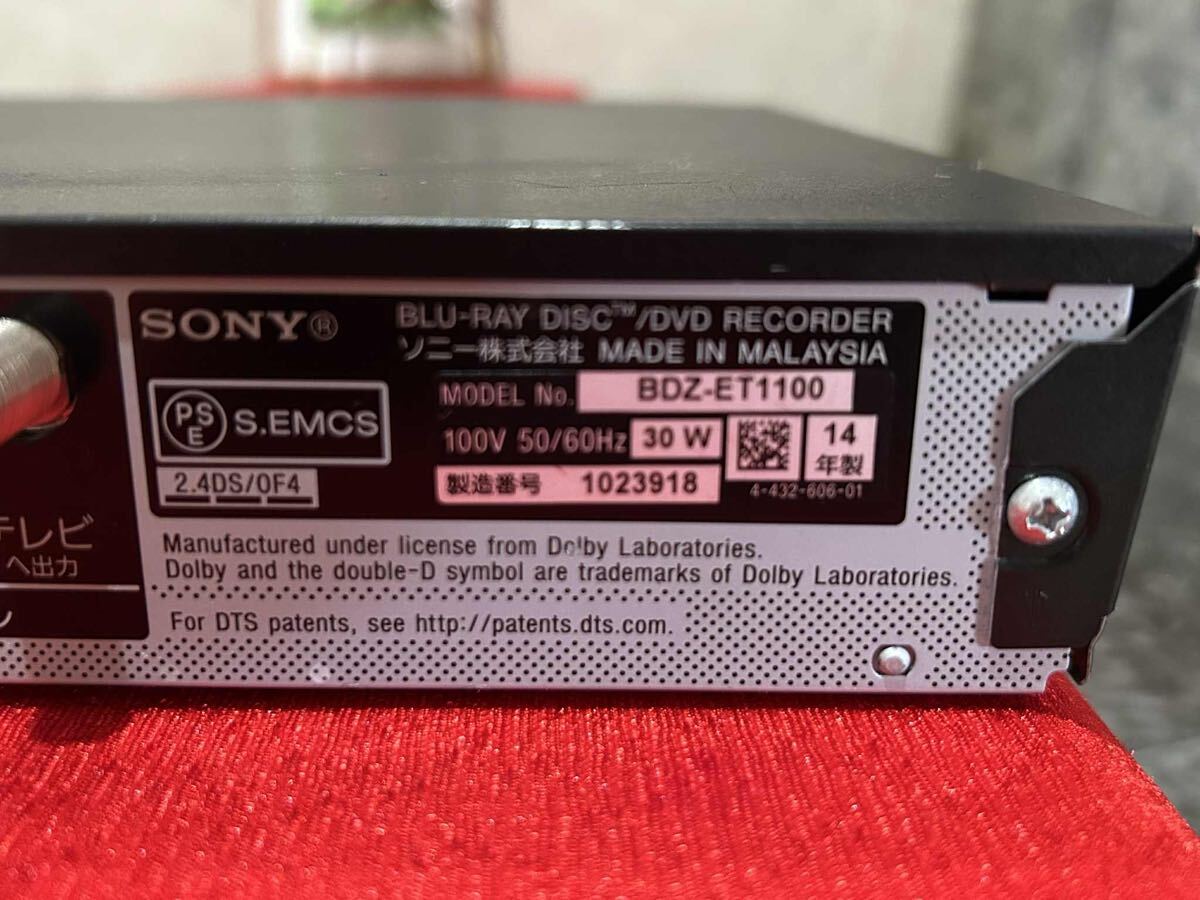 SONY®
BLU-RAY DISC™/DVD RECORDER
ソニー株式会社 MADE IN MALAYSIA
PSE S.EMCS
MODEL No. BDZ-ET1100
100V 50/60Hz 30 W
14
年製
2.4DS/0F4
製造番号 1023918
4-432-606-01
テレビ
へ出力
Manufactured under license from Dolby Laboratories.
Dolby and the double-D symbol are trademarks of Dolby Laboratories.
For DTS patents, see http://patents.dts.com.